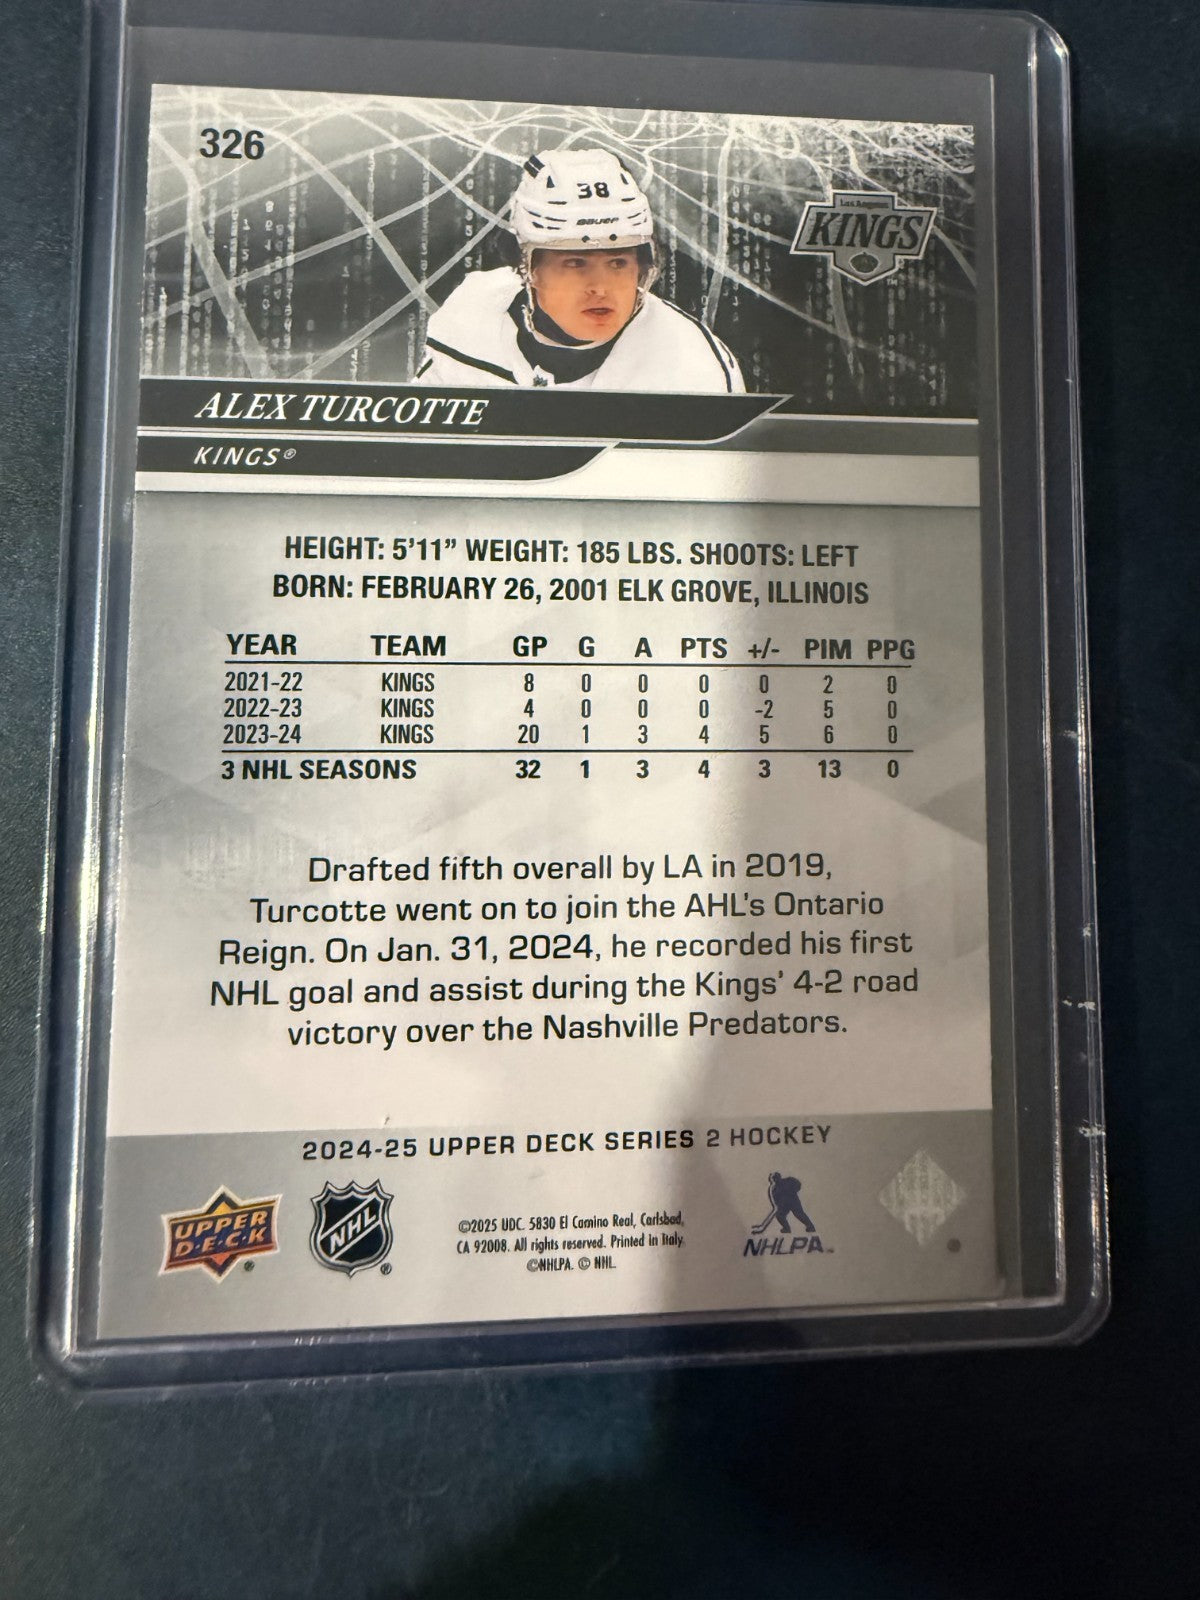 326
38
BAUER
Los Angeles
KINGS
TM
ALEX TURCOTTE
KINGS®
HEIGHT: 5'11" WEIGHT: 185 LBS. SHOOTS: LEFT
BORN: FEBRUARY 26, 2001 ELK GROVE, ILLINOIS
YEAR TEAM GP G A PTS +/- PIM PPG
2021-22 KINGS 8 0 0 0 0 2 0
2022-23 KINGS 4 0 0 0 -2 5 0
2023-24 KINGS 20 1 3 4 5 6 0
3 NHL SEASONS 32 1 3 4 3 13 0
Drafted fifth overall by LA in 2019,
Turcotte went on to join the AHL's Ontario
Reign. On Jan. 31, 2024, he recorded his first
NHL goal and assist during the Kings' 4-2 road
victory over the Nashville Predators.
2024-25 UPPER DECK SERIES 2 HOCKEY
UPPER
D·E·C·K
®
NHL
®
©2025 UDC. 5830 El Camino Real, Carlsbad,
CA 92008. All rights reserved. Printed in Italy
©NHLPA. © NHL.
NHLPA™